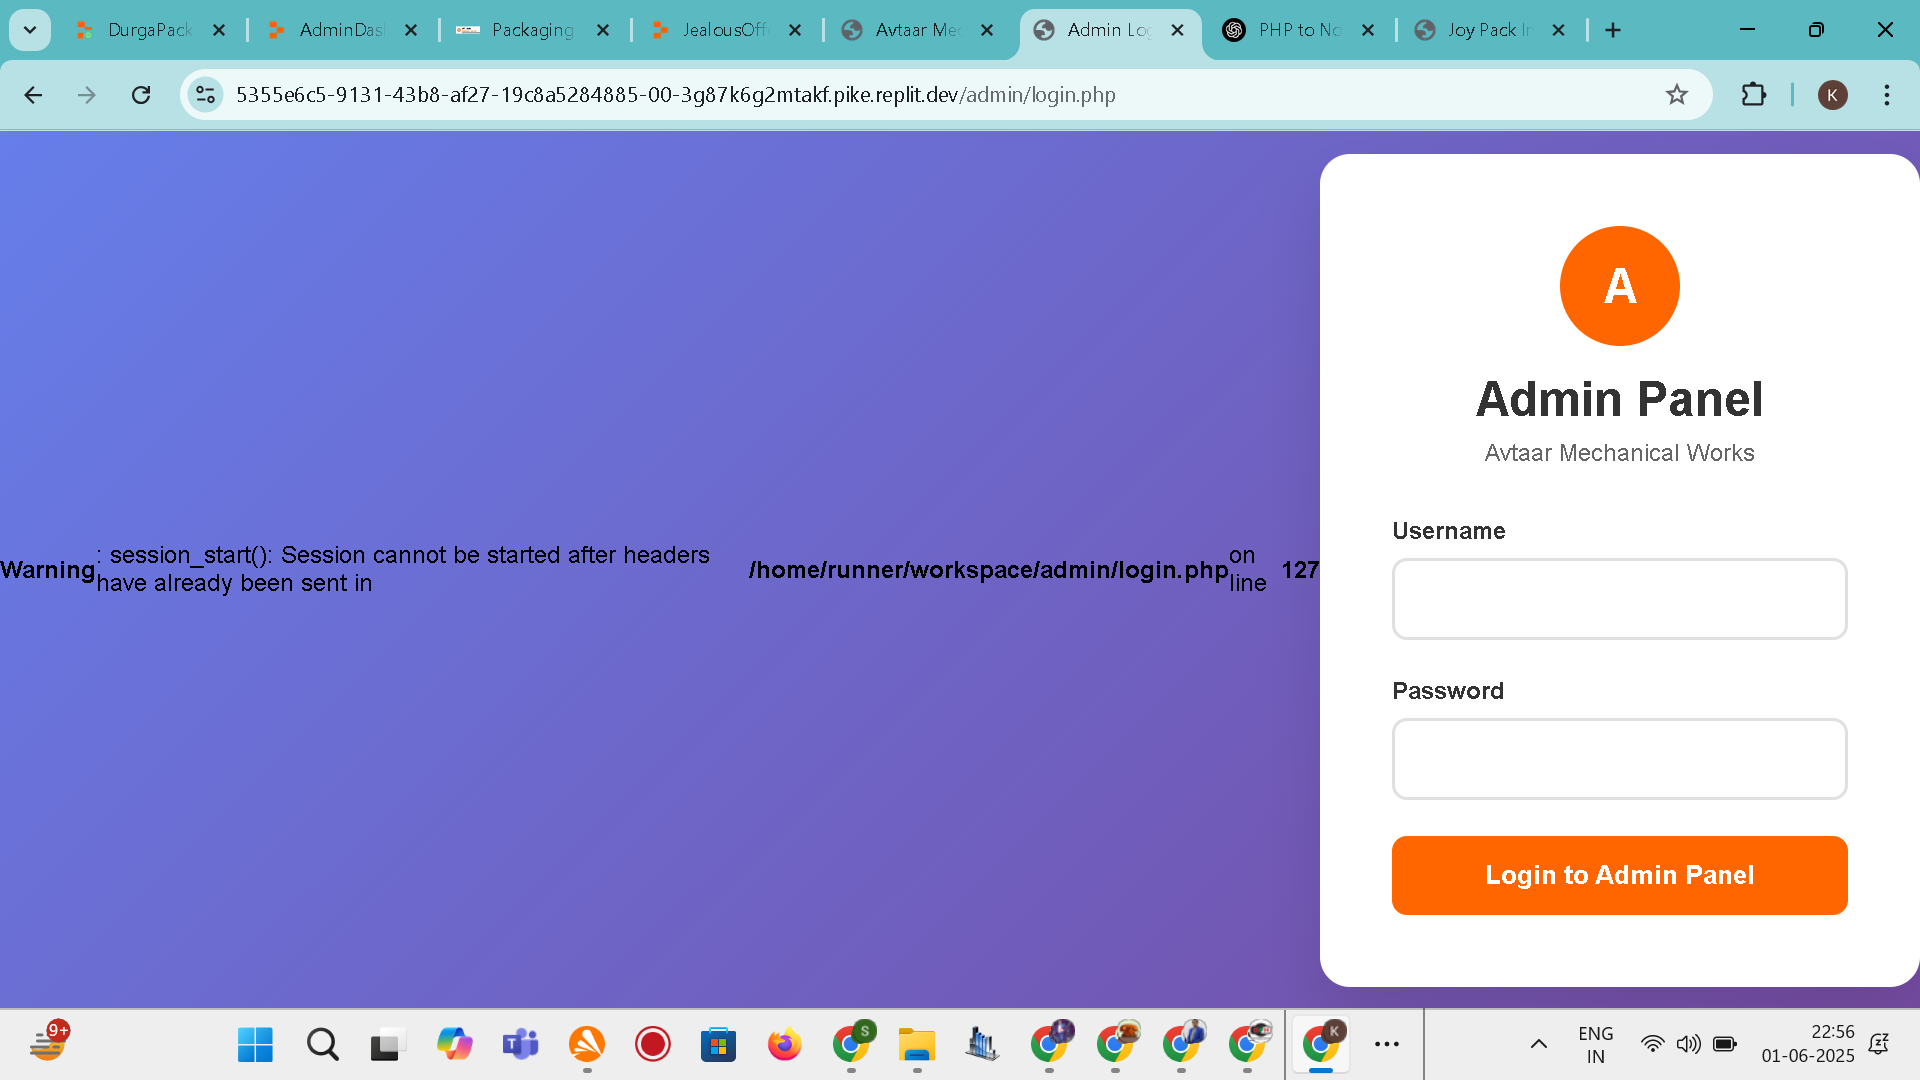 DurgaPack
AdminDas
Packaging
JealousOff
Avtaar Mec
Admin Log
PHP to No
Joy Pack In
5355e6c5-9131-43b8-af27-19c8a5284885-00-3g87k6g2mtakf.pike.replit.dev/admin/login.php
K
A
Admin Panel
Avtaar Mechanical Works
Username
Warning: session_start(): Session cannot be started after headers have already been sent in /home/runner/workspace/admin/login.php on line 127
Password
Login to Admin Panel
9+
S
K
ENG
IN
22:56
01-06-2025